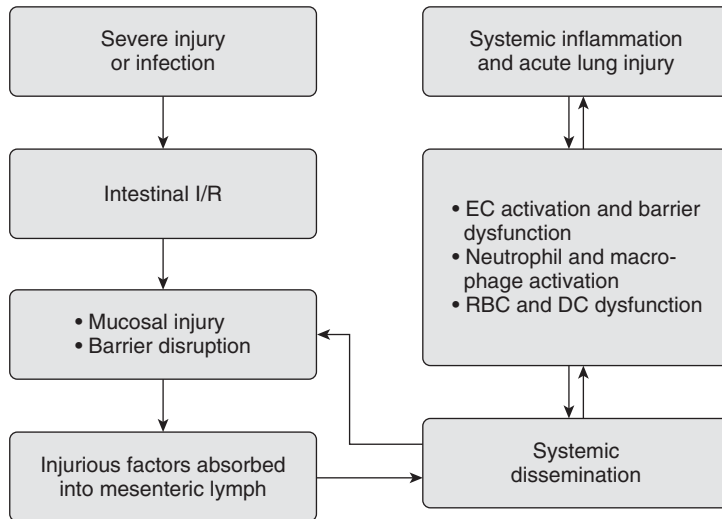 Severe injury
or infection
Intestinal I/R
• Mucosal injury
• Barrier disruption
Injurious factors absorbed
into mesenteric lymph
Systemic inflammation
and acute lung injury
• EC activation and barrier
dysfunction
• Neutrophil and macro-
phage activation
• RBC and DC dysfunction
Systemic
dissemination